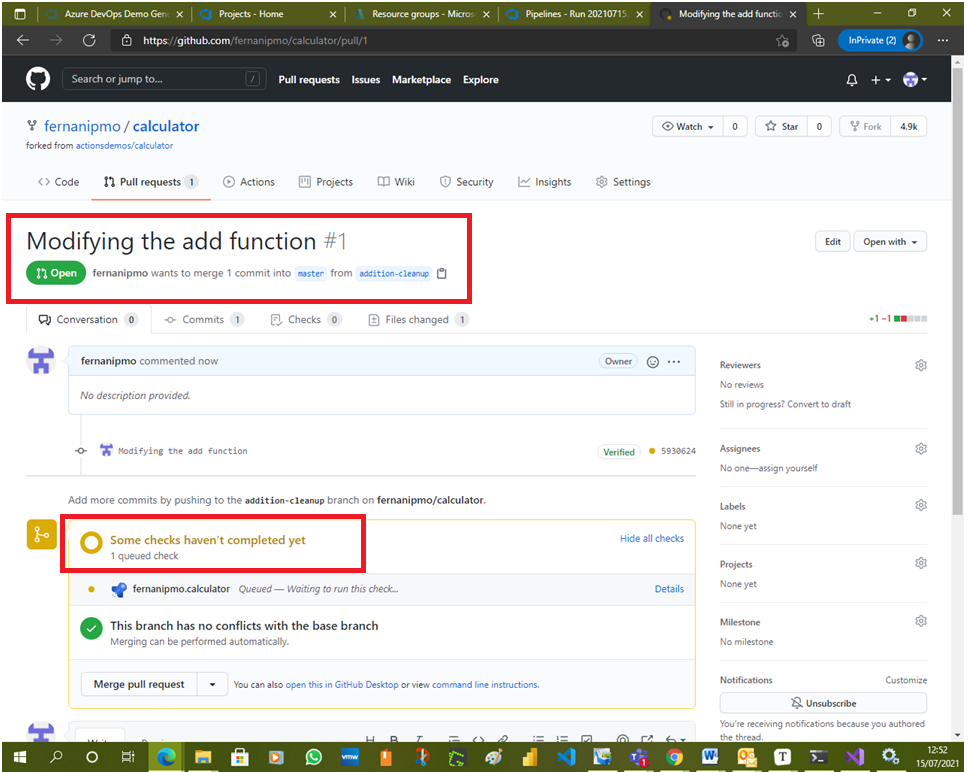 Azure DevOps Demo Gene
Projects - Home
Resource groups - Micros
Pipelines - Run 20210715.
Modifying the add functio
https://github.com/fernanipmo/calculator/pull/1
InPrivate (2)
Search or jump to...
/
Pull requests
Issues
Marketplace
Explore
fernanipmo / calculator
forked from actionsdemos/calculator
Watch
0
Star
0
Fork
4.9k
Code
Pull requests 1
Actions
Projects
Wiki
Security
Insights
Settings
Modifying the add function #1
Edit
Open with
Open
fernanipmo wants to merge 1 commit into master from addition-cleanup
Conversation 0
Commits 1
Checks 0
Files changed 1
+1 −1
fernanipmo commented now
Owner
No description provided.
Modifying the add function
Verified
5930624
Add more commits by pushing to the addition-cleanup branch on fernanipmo/calculator.
Some checks haven't completed yet
1 queued check
Hide all checks
fernanipmo.calculator Queued — Waiting to run this check...
Details
This branch has no conflicts with the base branch
Merging can be performed automatically.
Merge pull request
You can also open this in GitHub Desktop or view command line instructions.
Reviewers
No reviews
Still in progress? Convert to draft
Assignees
No one—assign yourself
Labels
None yet
Projects
None yet
Milestone
No milestone
Notifications
Customize
Unsubscribe
You're receiving notifications because you authored
the thread.
vmw
12:52
15/07/2021